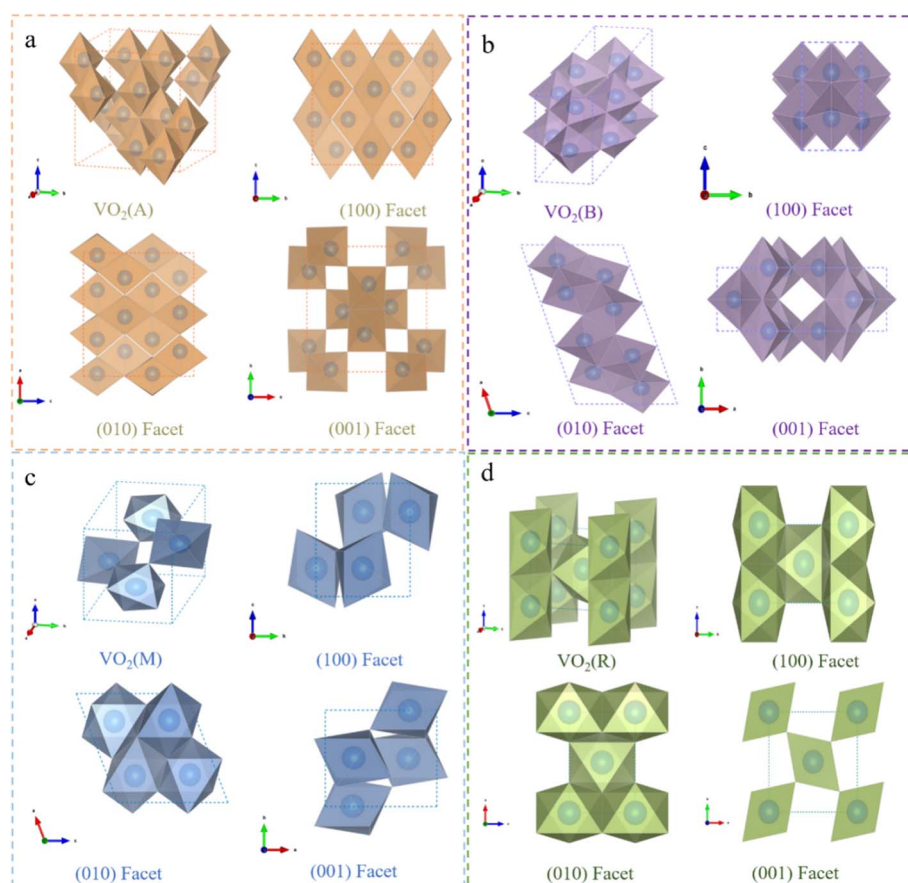 a
VO₂(A)
(100) Facet
(010) Facet
(001) Facet
b
VO₂(B)
(100) Facet
(010) Facet
(001) Facet
c
VO₂(M)
(100) Facet
(010) Facet
(001) Facet
d
VO₂(R)
(100) Facet
(010) Facet
(001) Facet